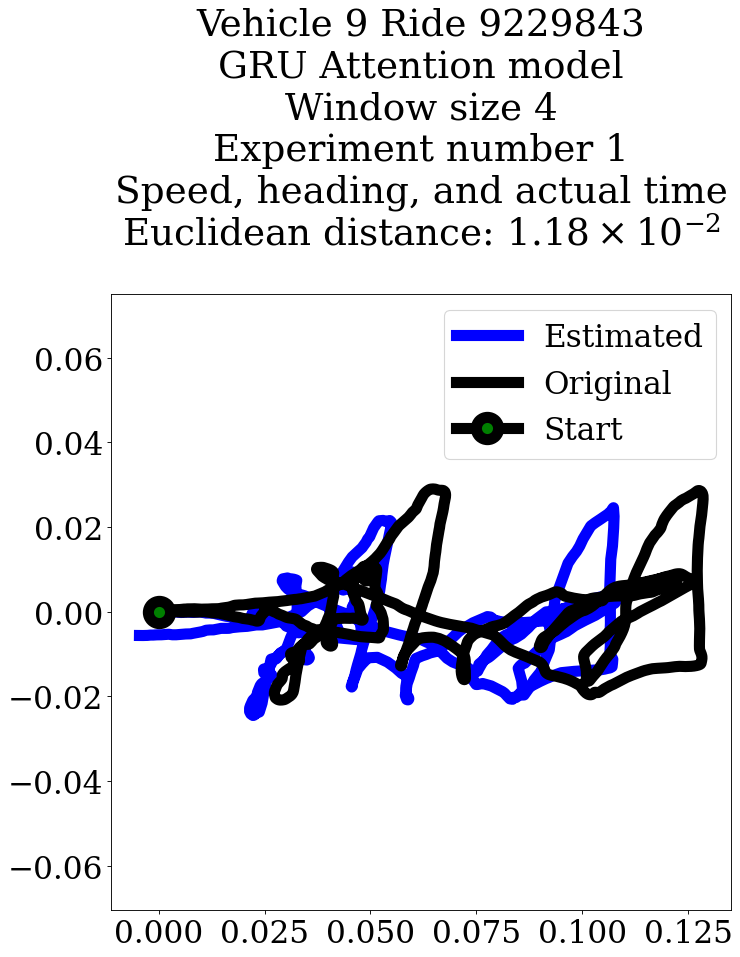 Vehicle 9 Ride 9229843
GRU Attention model
Window size 4
Experiment number 1
Speed, heading, and actual time
Euclidean distance: $1.18 \times 10^{-2}$
Estimated
Original
Start
0.06
0.04
0.02
0.00
−0.02
−0.04
−0.06
0.000 0.025 0.050 0.075 0.100 0.125